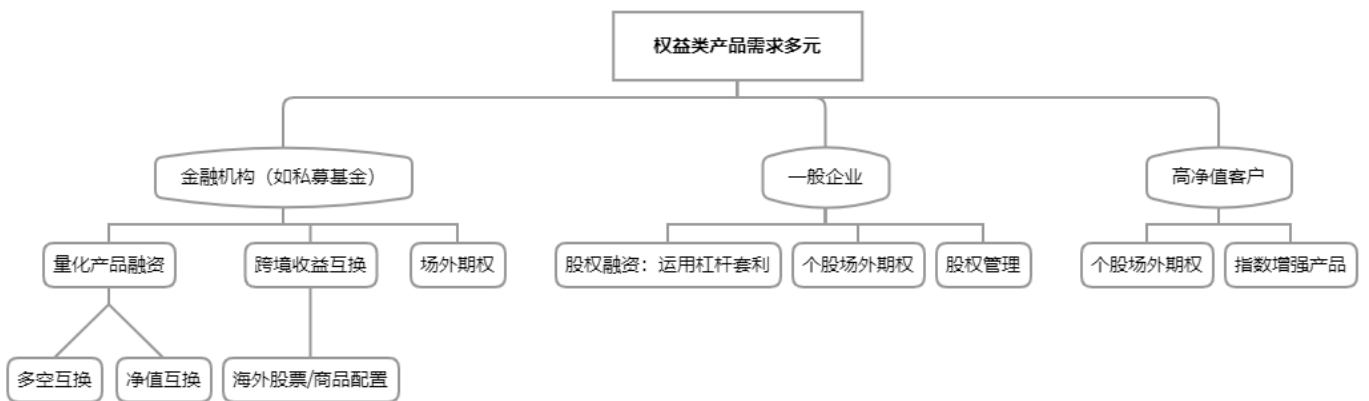 权益类产品需求多元
金融机构（如私募基金）
一般企业
高净值客户
量化产品融资
跨境收益互换
场外期权
股权融资：运用杠杆套利
个股场外期权
股权管理
个股场外期权
指数增强产品
多空互换
净值互换
海外股票/商品配置